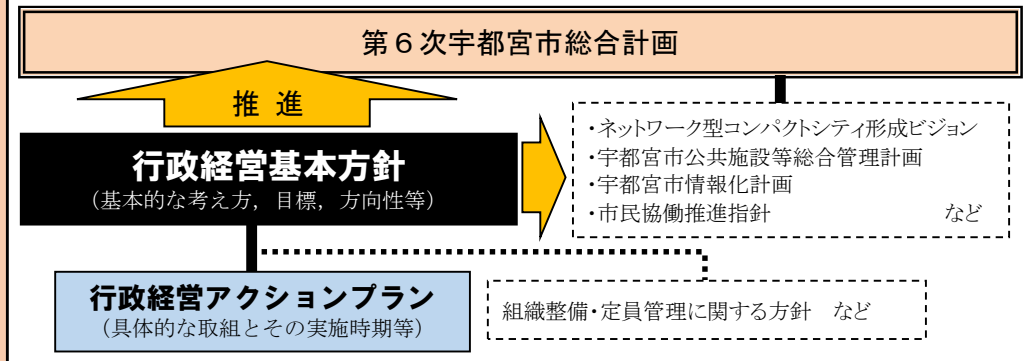 第６次宇都宮市総合計画
推 進
行政経営基本方針
（基本的な考え方，目標，方向性等）
・ネットワーク型コンパクトシティ形成ビジョン
・宇都宮市公共施設等総合管理計画
・宇都宮市情報化計画
・市民協働推進指針　など
行政経営アクションプラン
（具体的な取組とその実施時期等）
組織整備・定員管理に関する方針　など